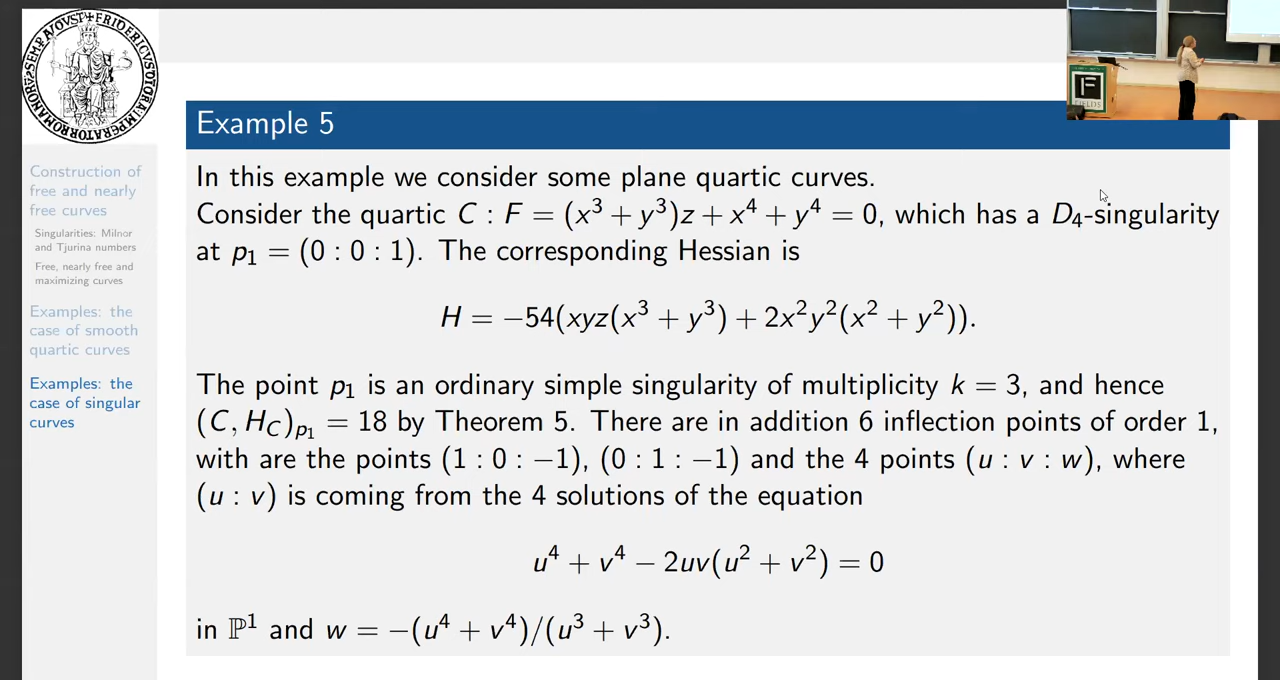 Example 5
In this example we consider some plane quartic curves.
Consider the quartic C : F = (x³ + y³)z + x⁴ + y⁴ = 0, which has a D₄-singularity
at p₁ = (0 : 0 : 1). The corresponding Hessian is
H = −54(xyz(x³ + y³) + 2x²y²(x² + y²)).
The point p₁ is an ordinary simple singularity of multiplicity k = 3, and hence
(C, H_C)_{p₁} = 18 by Theorem 5. There are in addition 6 inflection points of order 1,
with are the points (1 : 0 : −1), (0 : 1 : −1) and the 4 points (u : v : w), where
(u : v) is coming from the 4 solutions of the equation
u⁴ + v⁴ − 2uv(u² + v²) = 0
in ℙ¹ and w = −(u⁴ + v⁴)/(u³ + v³).
Construction of
free and nearly
free curves
Singularities: Milnor
and Tjurina numbers
Free, nearly free and
maximizing curves
Examples: the
case of smooth
quartic curves
Examples: the
case of singular
curves
FIELDS